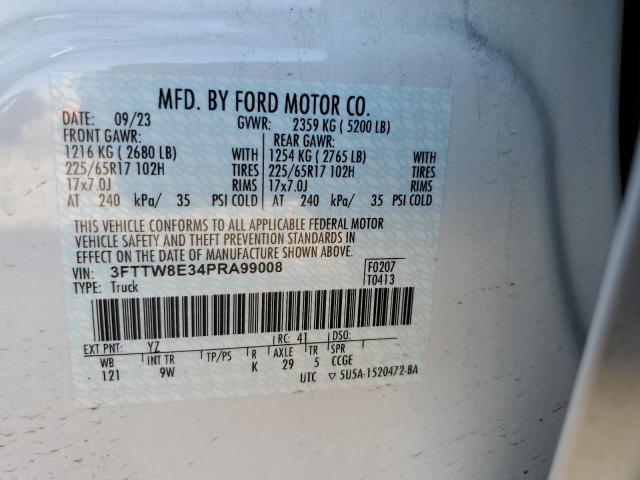 MFD. BY FORD MOTOR CO.
DATE: 09/23 GVWR: 2359 KG ( 5200 LB)
FRONT GAWR: REAR GAWR:
1216 KG ( 2680 LB) WITH 1254 KG ( 2765 LB) WITH
225/65R17 102H TIRES 225/65R17 102H TIRES
17x7.0J RIMS 17x7.0J RIMS
AT 240 kPa/ 35 PSI COLD AT 240 kPa/ 35 PSI COLD
THIS VEHICLE CONFORMS TO ALL APPLICABLE FEDERAL MOTOR
VEHICLE SAFETY AND THEFT PREVENTION STANDARDS IN
EFFECT ON THE DATE OF MANUFACTURE SHOWN ABOVE.
VIN: 3FTTW8E34PRA99008 F0207
TYPE: Truck T0413
EXT PNT: YZ RC: 41 DSO:
WB INT TR TP/PS R AXLE TR SPR
121 9W K 29 5 CCGE
UTC ▽ 5U5A-1520472-BA